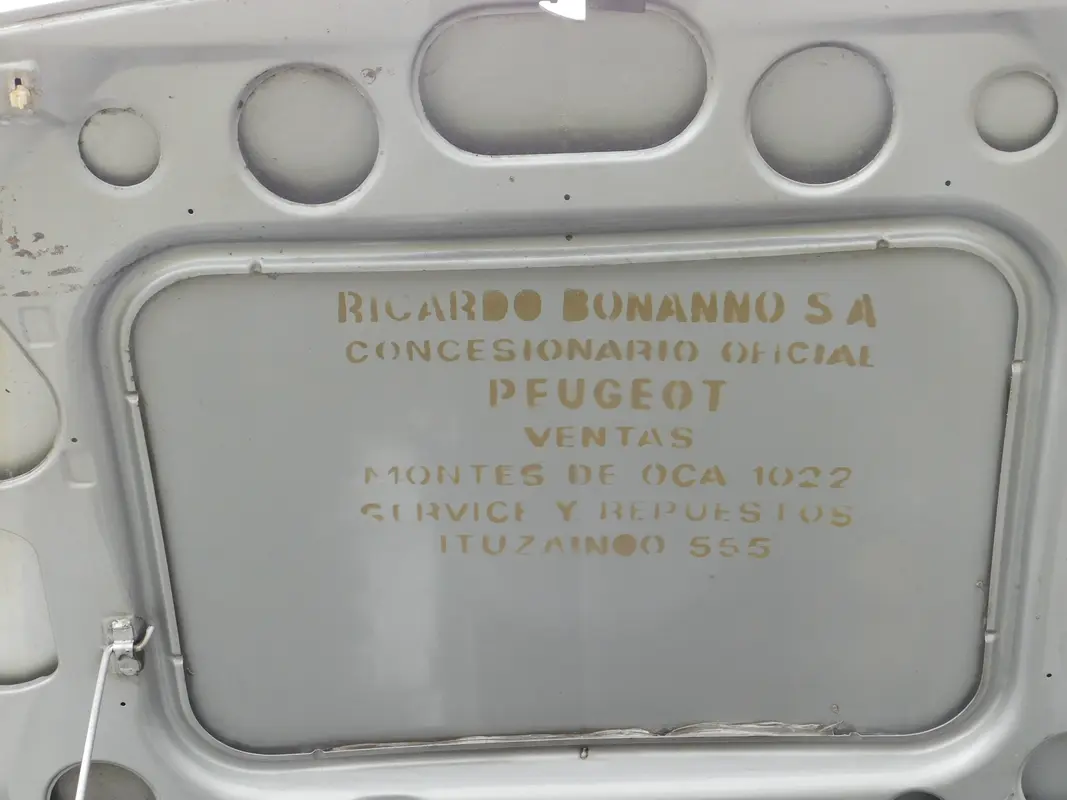 RICARDO BONANNO S A
CONCESIONARIO OFICIAL
PEUGEOT
VENTAS
MONTES DE OCA 1022
SERVICE Y REPUESTOS
ITUZAINGO 555